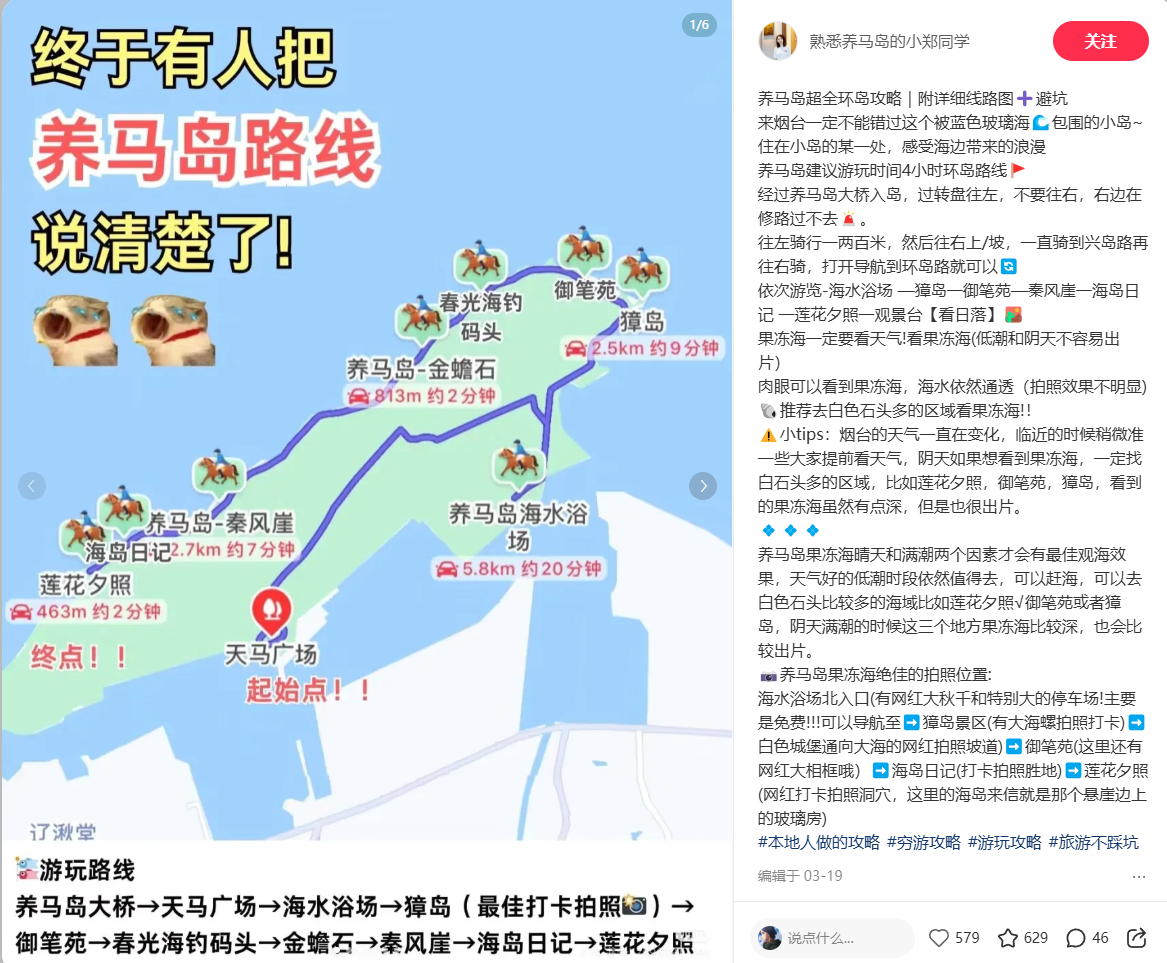 终于有人把
养马岛路线
说清楚了!
1/6
春光海钓
码头
御笔苑
獐岛
2.5km 约9分钟
养马岛-金蟾石
813m 约2分钟
养马岛-秦风崖
2.7km 约7分钟
海岛日记
莲花夕照
463m 约2分钟
终点！！
养马岛海水浴
场
5.8km 约20分钟
天马广场
起始点！！
辽湫堂
游玩路线
养马岛大桥→天马广场→海水浴场→獐岛（最佳打卡拍照📸）→
御笔苑→春光海钓码头→金蟾石→秦风崖→海岛日记→莲花夕照
熟悉养马岛的小郑同学
关注
养马岛超全环岛攻略｜附详细线路图➕避坑
来烟台一定不能错过这个被蓝色玻璃海🌊包围的小岛~
住在小岛的某一处，感受海边带来的浪漫
养马岛建议游玩时间4小时环岛路线🚩
经过养马岛大桥入岛，过转盘往左，不要往右，右边在
修路过不去🚨。
往左骑行一两百米，然后往右上/坡，一直骑到兴岛路再
往右骑，打开导航到环岛路就可以🔄
依次游览-海水浴场 —獐岛—御笔苑—秦风崖—海岛日
记 —莲花夕照—观景台【看日落】🌇
果冻海一定要看天气!看果冻海(低潮和阴天不容易出
片)
肉眼可以看到果冻海，海水依然通透（拍照效果不明显)
🐚推荐去白色石头多的区域看果冻海!!
⚠️小tips：烟台的天气一直在变化，临近的时候稍微准
一些大家提前看天气，阴天如果想看到果冻海，一定找
白石头多的区域，比如莲花夕照，御笔苑，獐岛，看到
的果冻海虽然有点深，但是也很出片。
🔹🔹🔹
养马岛果冻海晴天和满潮两个因素才会有最佳观海效
果，天气好的低潮时段依然值得去，可以赶海，可以去
白色石头比较多的海域比如莲花夕照√御笔苑或者獐
岛，阴天满潮的时候这三个地方果冻海比较深，也会比
较出片。
📷养马岛果冻海绝佳的拍照位置:
海水浴场北入口(有网红大秋千和特别大的停车场!主要
是免费!!!可以导航至➡️獐岛景区(有大海螺拍照打卡)➡️
白色城堡通向大海的网红拍照坡道)➡️御笔苑(这里还有
网红大相框哦）➡️海岛日记(打卡拍照胜地)➡️莲花夕照
(网红打卡拍照洞穴，这里的海岛来信就是那个悬崖边上
的玻璃房)
#本地人做的攻略 #穷游攻略 #游玩攻略 #旅游不踩坑
编辑于 03-19
说点什么...
579
629
46